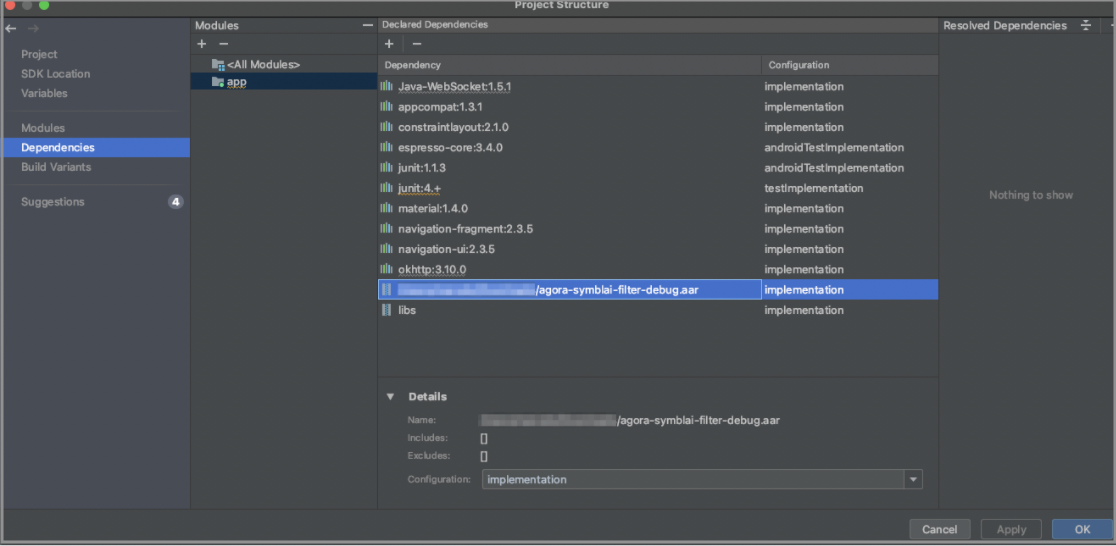 Project Structure
Modules
Declared Dependencies
Resolved Dependencies
Project
SDK Location
Variables
Modules
Dependencies
Build Variants
Suggestions
4
<All Modules>
app
Dependency Configuration
Java-WebSocket:1.5.1 implementation
appcompat:1.3.1 implementation
constraintlayout:2.1.0 implementation
espresso-core:3.4.0 androidTestImplementation
junit:1.1.3 androidTestImplementation
junit:4.+ testImplementation
material:1.4.0 implementation
navigation-fragment:2.3.5 implementation
navigation-ui:2.3.5 implementation
okhttp:3.10.0 implementation
/agora-symblai-filter-debug.aar implementation
libs implementation
Nothing to show
Details
Name: /agora-symblai-filter-debug.aar
Includes: []
Excludes: []
Configuration: implementation
Cancel
Apply
OK